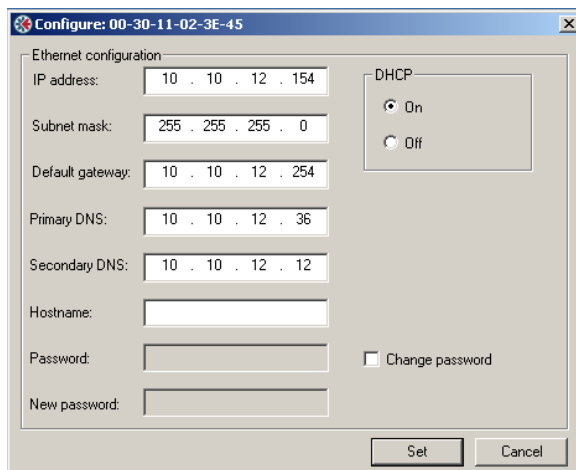 Configure: 00-30-11-02-3E-45
Ethernet configuration
IP address: 10 . 10 . 12 . 154
DHCP
On
Subnet mask: 255 . 255 . 255 . 0
Off
Default gateway: 10 . 10 . 12 . 254
Primary DNS: 10 . 10 . 12 . 36
Secondary DNS: 10 . 10 . 12 . 12
Hostname:
Password:
Change password
New password:
Set
Cancel